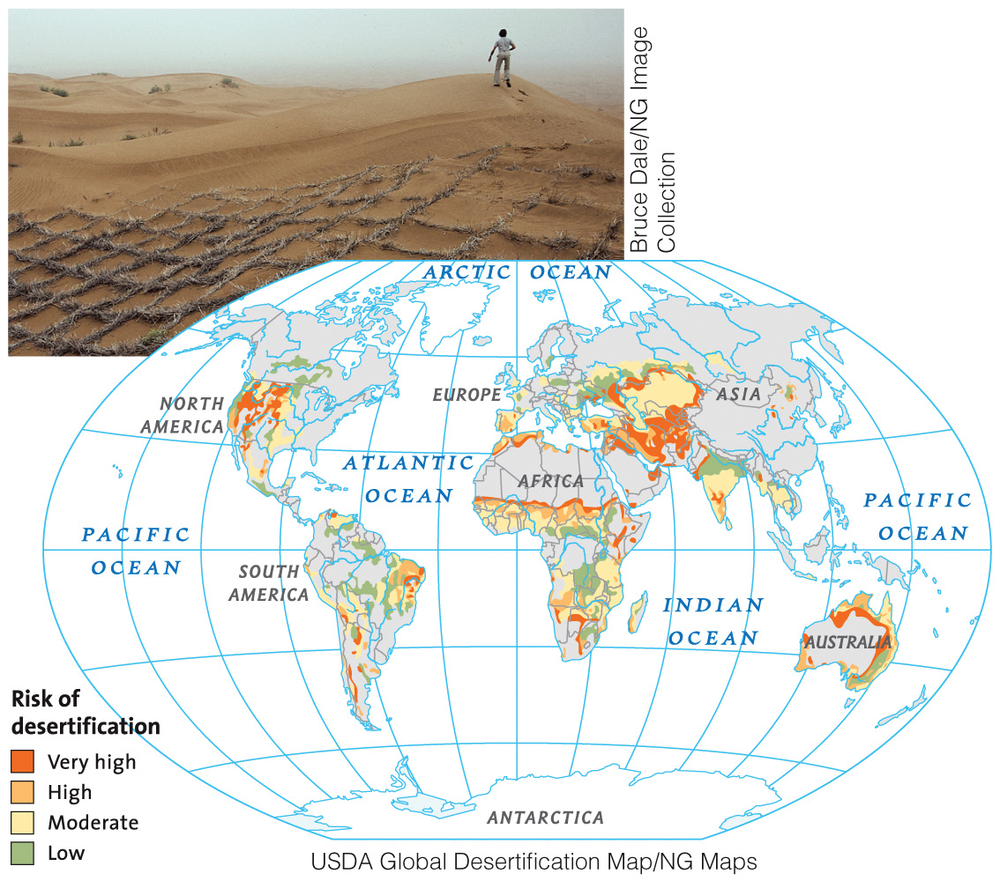 Bruce Dale/NG Image
Collection
ARCTIC OCEAN
NORTH
AMERICA
EUROPE
ASIA
ATLANTIC
OCEAN
AFRICA
PACIFIC
OCEAN
PACIFIC
OCEAN
SOUTH
AMERICA
INDIAN
OCEAN
AUSTRALIA
Risk of
desertification
Very high
High
Moderate
Low
ANTARCTICA
USDA Global Desertification Map/NG Maps